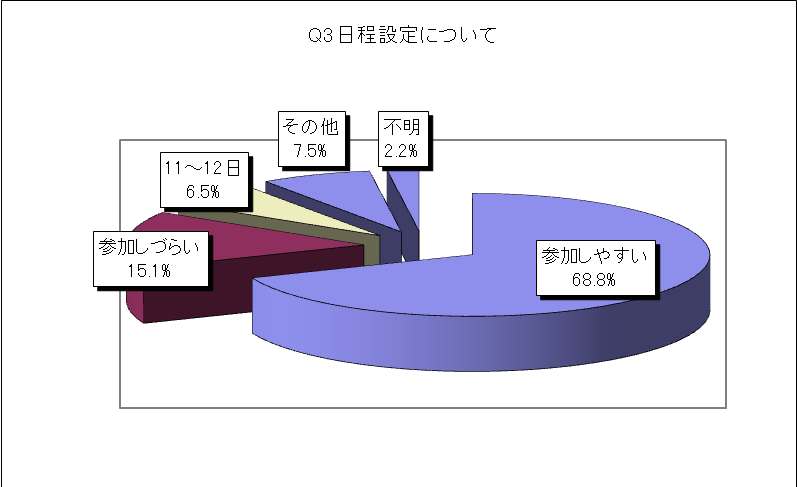 Q3日程設定について
その他
7.5%
不明
2.2%
11～12日
6.5%
参加しづらい
15.1%
参加しやすい
68.8%